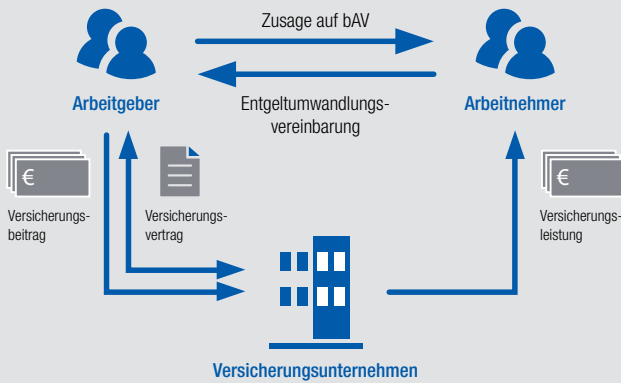 Zusage auf bAV
Arbeitgeber
Entgeltumwandlungs-
vereinbarung
Arbeitnehmer
€
Versicherungs-
beitrag
Versicherungs-
vertrag
€
Versicherungs-
leistung
Versicherungsunternehmen